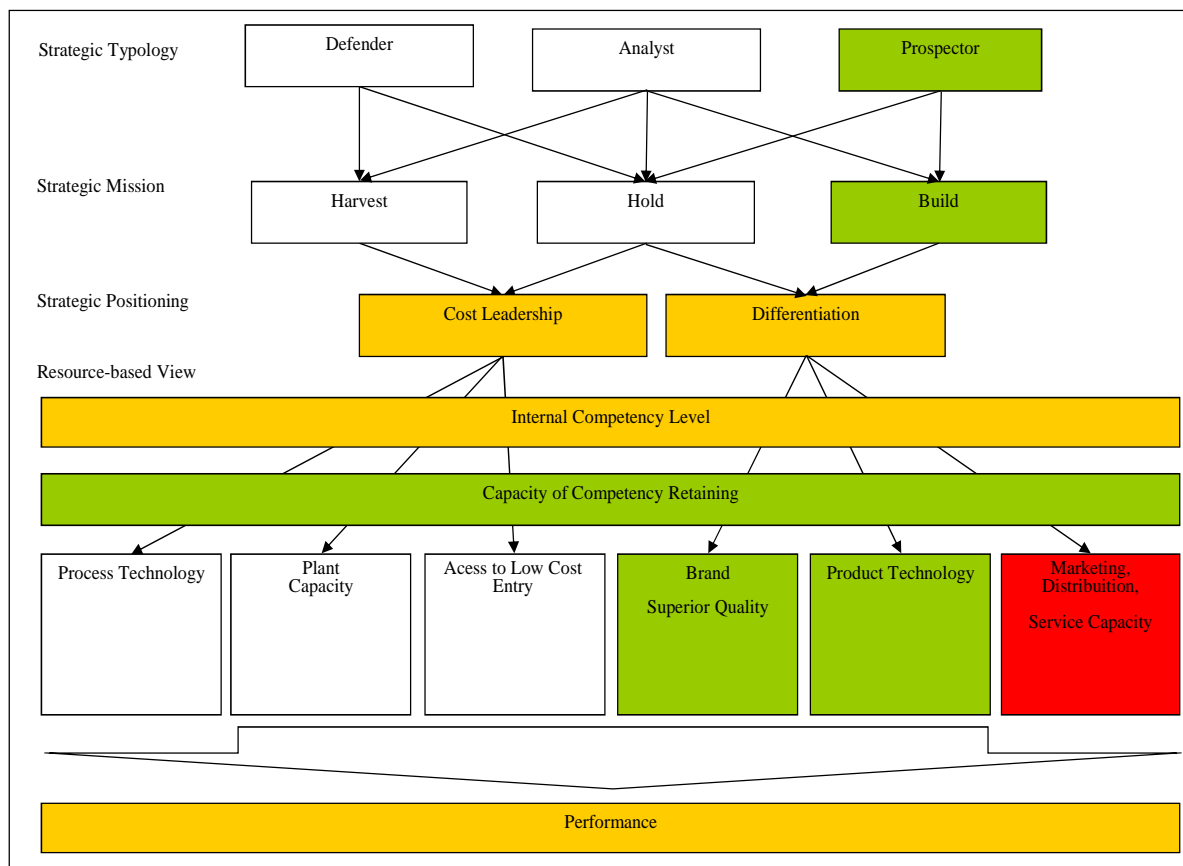 Strategic Typology
Defender
Analyst
Prospector
Strategic Mission
Harvest
Hold
Build
Strategic Positioning
Cost Leadership
Differentiation
Resource-based View
Internal Competency Level
Capacity of Competency Retaining
Process Technology
Plant
Capacity
Acess to Low Cost
Entry
Brand
Superior Quality
Product Technology
Marketing,
Distribuition,
Service Capacity
Performance